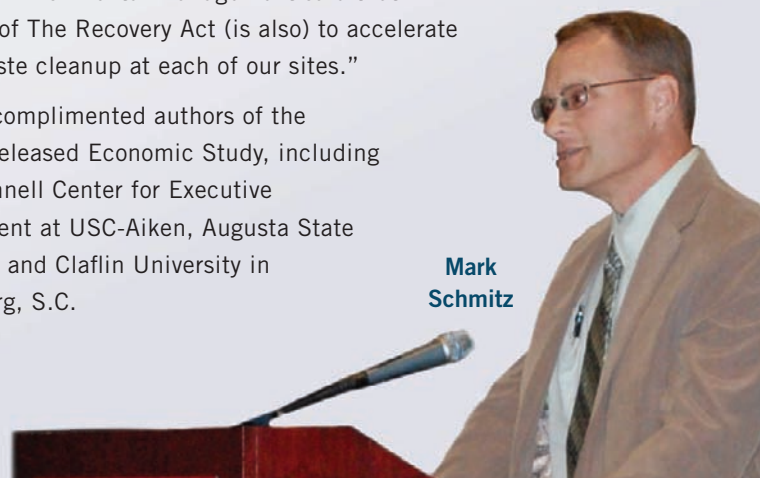 of The Recovery Act (is also) to accelerate
ste cleanup at each of our sites.”
complimented authors of the
eleased Economic Study, including
nnell Center for Executive
ent at USC-Aiken, Augusta State
and Claflin University in
rg, S.C.
Mark
Schmitz